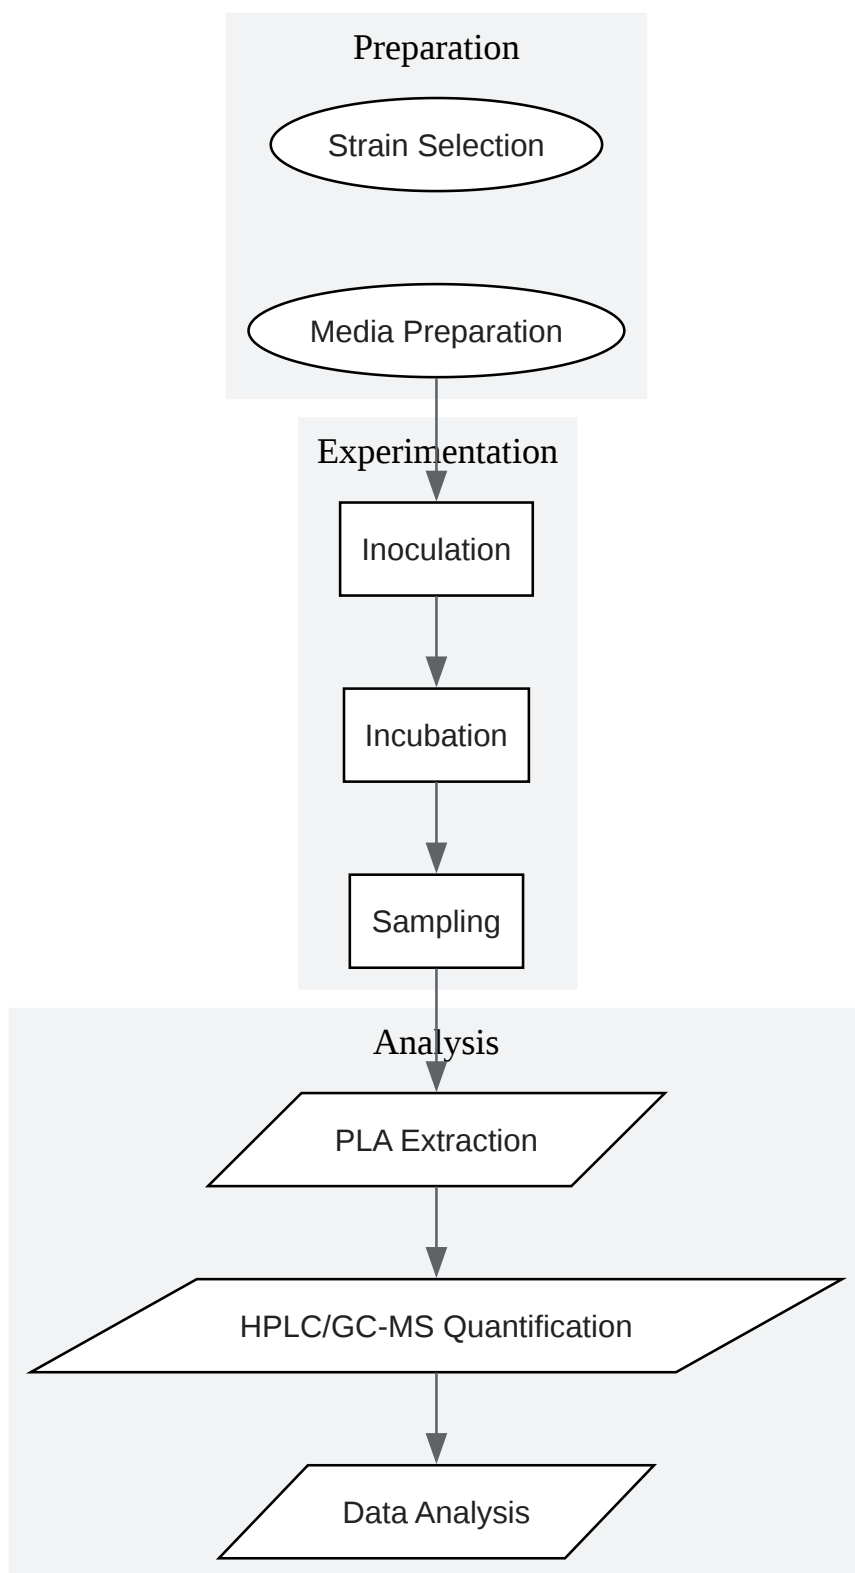 Preparation
Strain Selection
Media Preparation
Experimentation
Inoculation
Incubation
Sampling
Analysis
PLA Extraction
HPLC/GC-MS Quantification
Data Analysis